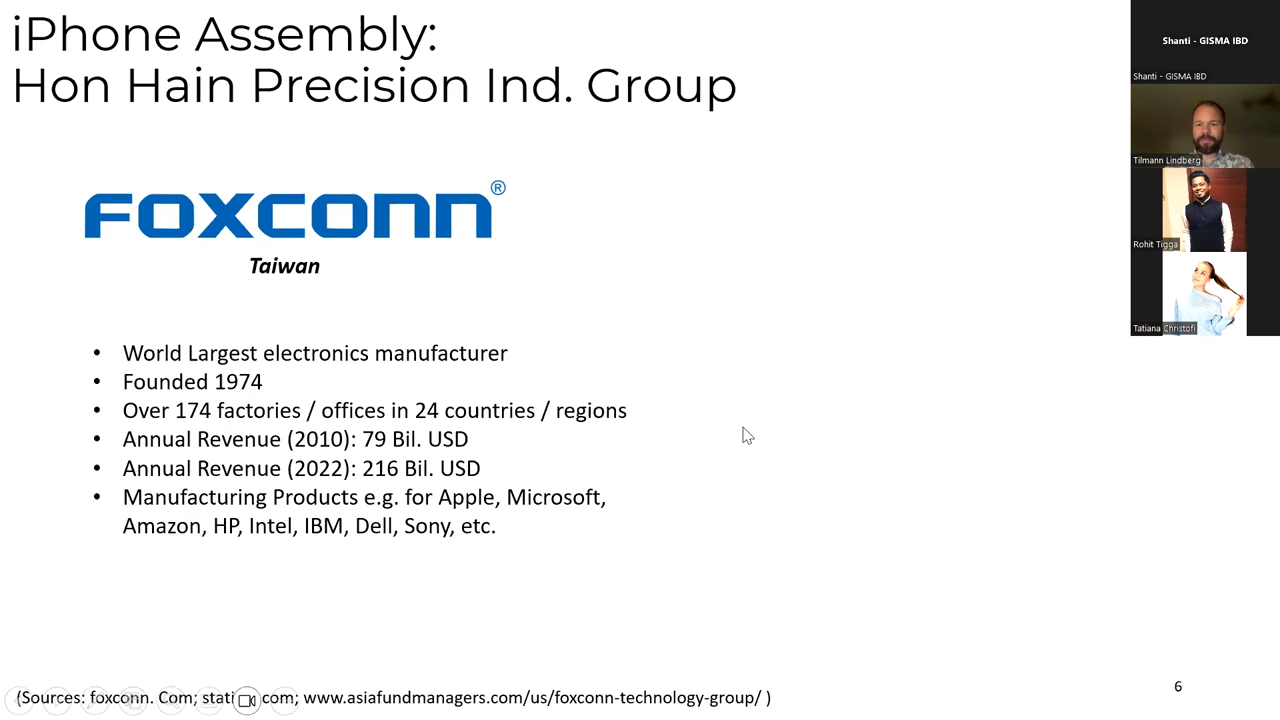 iPhone Assembly:
Hon Hain Precision Ind. Group
FOXCONN®
Taiwan
• World Largest electronics manufacturer
• Founded 1974
• Over 174 factories / offices in 24 countries / regions
• Annual Revenue (2010): 79 Bil. USD
• Annual Revenue (2022): 216 Bil. USD
• Manufacturing Products e.g. for Apple, Microsoft,
Amazon, HP, Intel, IBM, Dell, Sony, etc.
(Sources: foxconn. Com; com; www.asiafundmanagers.com/us/foxconn-technology-group/ )
6
Shanti - GISMA IBD
Shanti - GISMA IBD
Tilmann Lindberg
Rohit Tigga
Tatiana Christofi